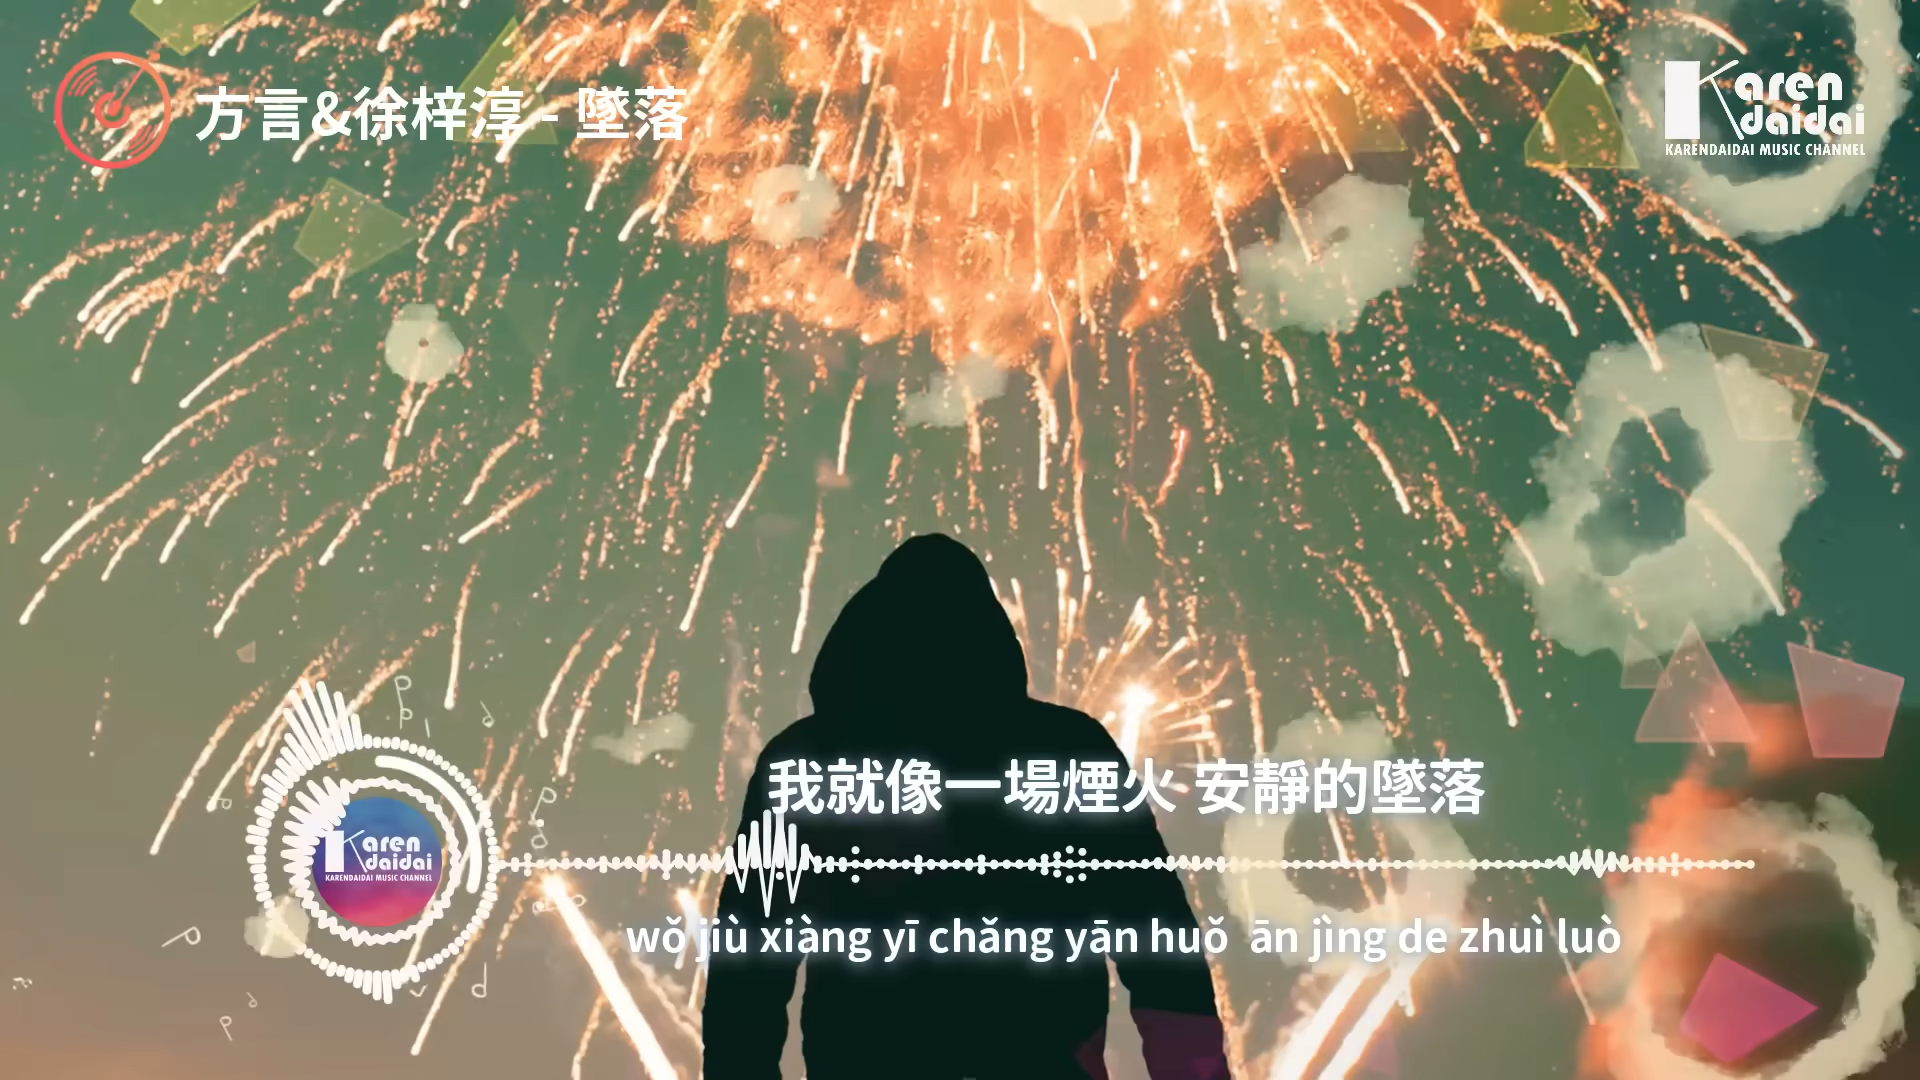 方言&徐梓淳 - 墜落
Karen
daidai
KARENDAIDAI MUSIC CHANNEL
我就像一場煙火 安靜的墜落
Karen
daidai
KARENDAIDAI MUSIC CHANNEL
wǒ jiù xiàng yī chǎng yān huǒ  ān jìng de zhuì luò